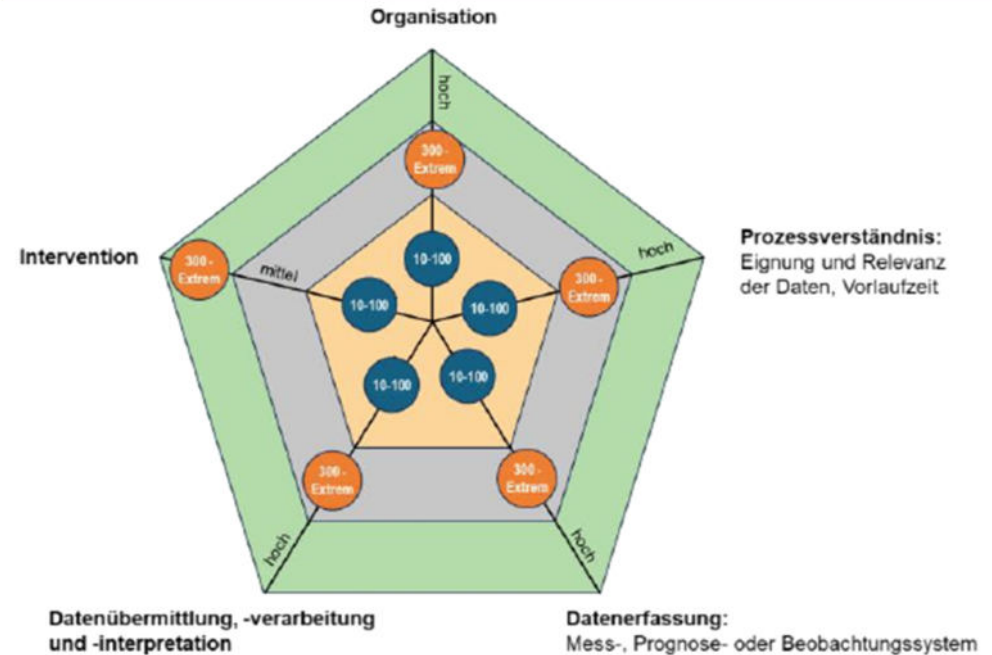 Organisation
hoch
300-
Extrem
10-100
Intervention
300-
Extrem
mittel
10-100
10-100
300-
Extrem
hoch
Prozessverständnis:
Eignung und Relevanz
der Daten, Vorlaufzeit
10-100
10-100
300-
Extrem
300-
Extrem
hoch
hoch
Datenübermittlung, -verarbeitung
und -interpretation
Datenerfassung:
Mess-, Prognose- oder Beobachtungssystem